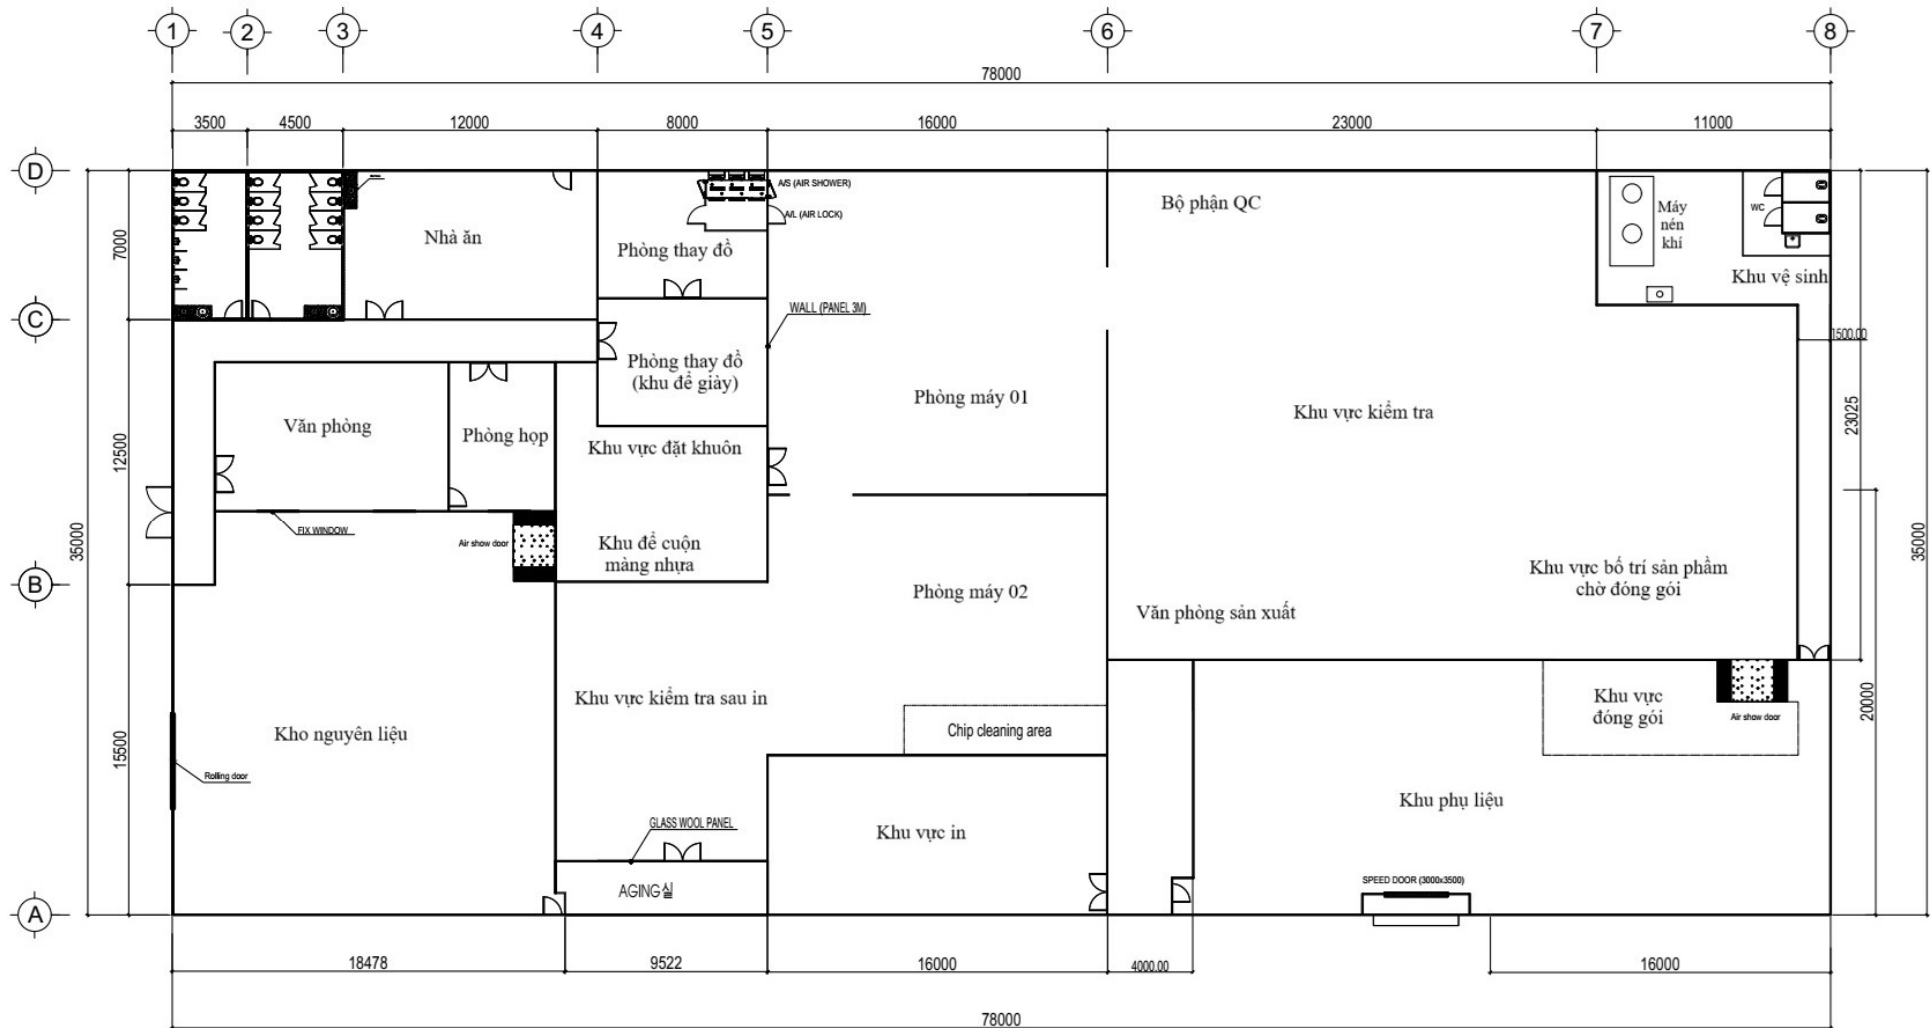 1
2
3
4
5
6
7
8
78000
3500
4500
12000
8000
16000
23000
11000
D
C
B
A
7000
12500
15500
35000
A/S (AIR SHOWER)
A/L (AIR LOCK)
Nhà ăn
Phòng thay đồ
Bộ phận QC
Máy
nén
khí
WC
Khu vệ sinh
WALL (PANEL 3M)
1500.00
Phòng thay đồ
(khu để giày)
Văn phòng
Phòng họp
Khu vực đặt khuôn
Phòng máy 01
Khu vực kiểm tra
23025
35000
FIX WINDOW
Air show door
Khu để cuộn
màng nhựa
Phòng máy 02
Khu vực bố trí sản phẩm
chờ đóng gói
Văn phòng sản xuất
Khu vực kiểm tra sau in
Kho nguyên liệu
Chip cleaning area
Khu vực
đóng gói
Air show door
20000
Rolling door
Khu phụ liệu
GLASS WOOL PANEL
Khu vực in
AGING실
SPEED DOOR (3000x3500)
18478
9522
16000
4000.00
16000
78000